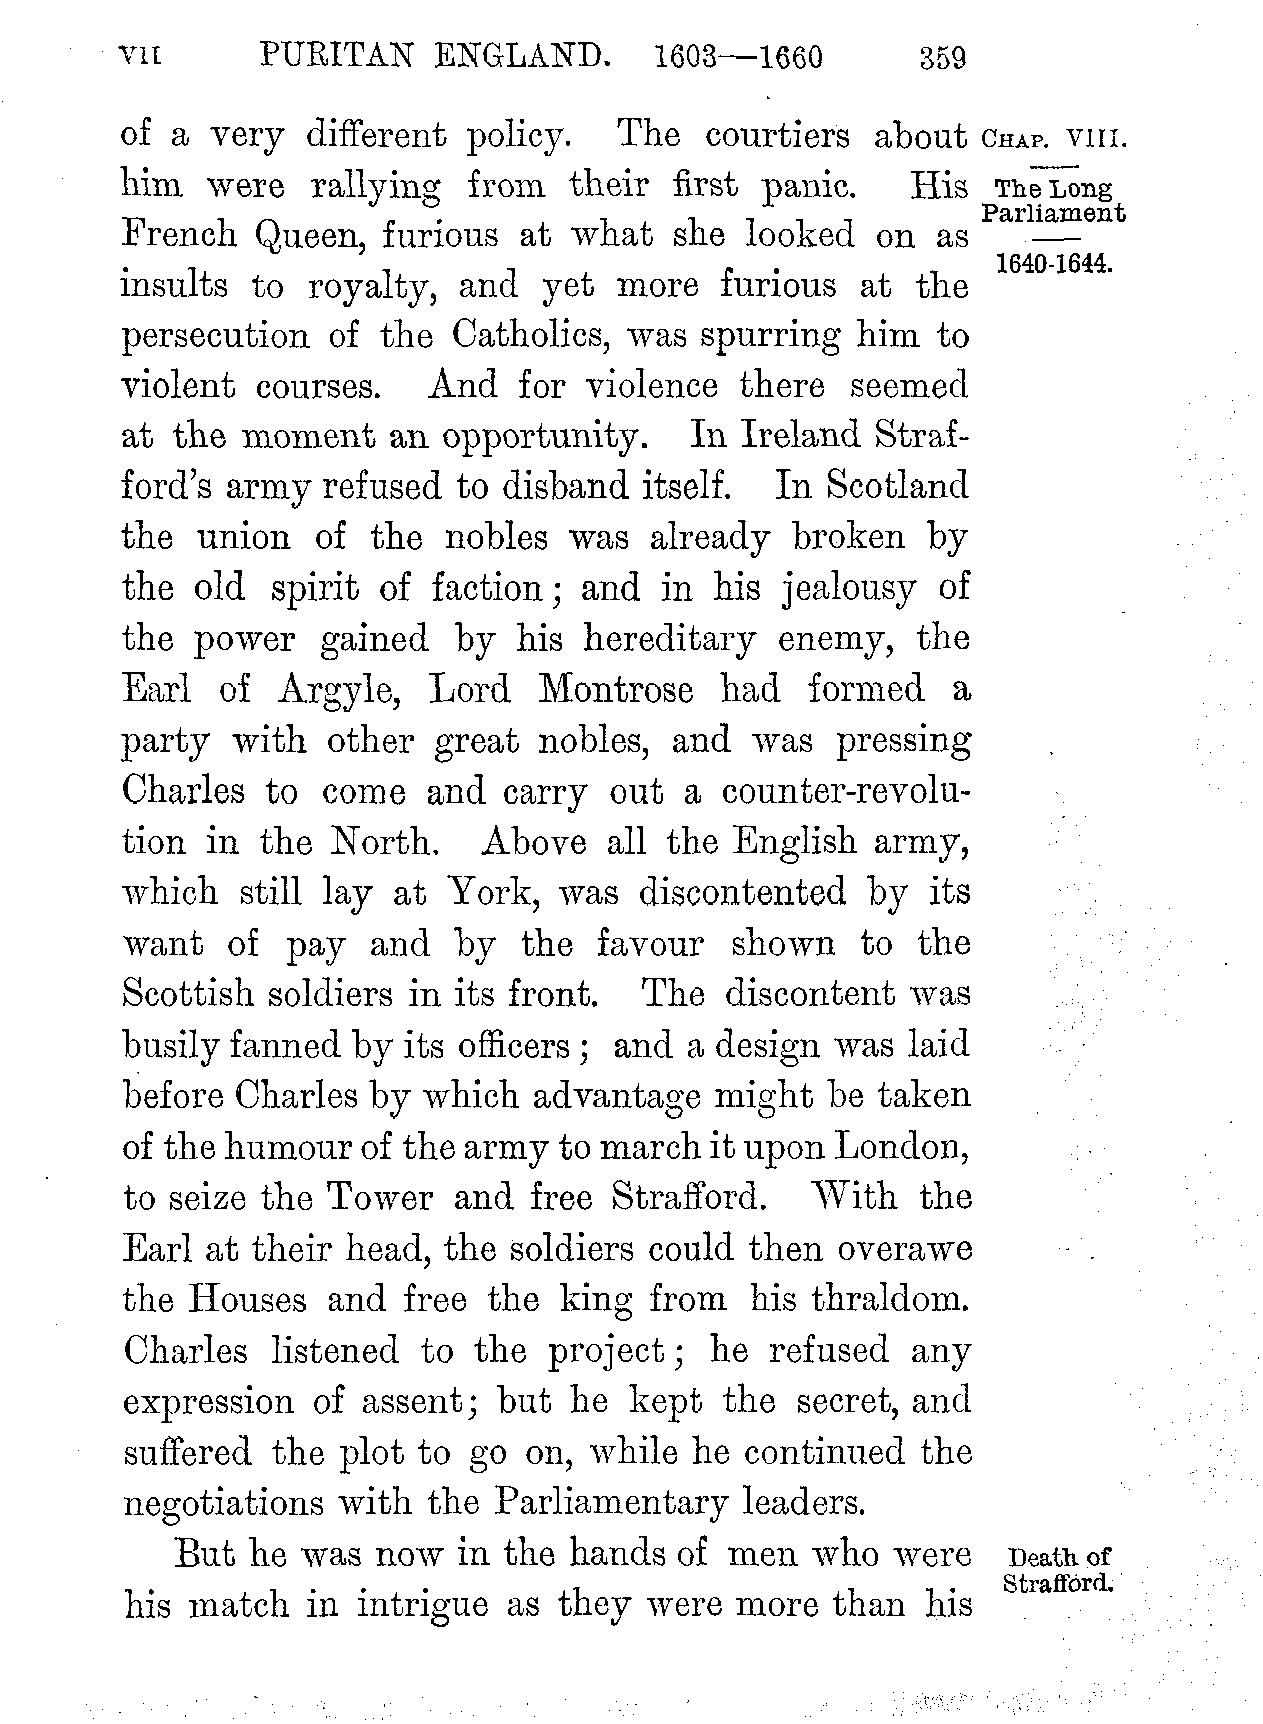 VII PURITAN ENGLAND. 1603—1660 359
of a very different policy. The courtiers about
him were rallying from their first panic. His
French Queen, furious at what she looked on as
insults to royalty, and yet more furious at the
persecution of the Catholics, was spurring him to
violent courses. And for violence there seemed
at the moment an opportunity. In Ireland Straf-
ford's army refused to disband itself. In Scotland
the union of the nobles was already broken by
the old spirit of faction; and in his jealousy of
the power gained by his hereditary enemy, the
Earl of Argyle, Lord Montrose had formed a
party with other great nobles, and was pressing
Charles to come and carry out a counter-revolu-
tion in the North. Above all the English army,
which still lay at York, was discontented by its
want of pay and by the favour shown to the
Scottish soldiers in its front. The discontent was
busily fanned by its officers; and a design was laid
before Charles by which advantage might be taken
of the humour of the army to march it upon London,
to seize the Tower and free Strafford. With the
Earl at their head, the soldiers could then overawe
the Houses and free the king from his thraldom.
Charles listened to the project; he refused any
expression of assent; but he kept the secret, and
suffered the plot to go on, while he continued the
negotiations with the Parliamentary leaders.
But he was now in the hands of men who were
his match in intrigue as they were more than his
CHAP. VIII.
The Long
Parliament
1640-1644.
Death of
Strafford.